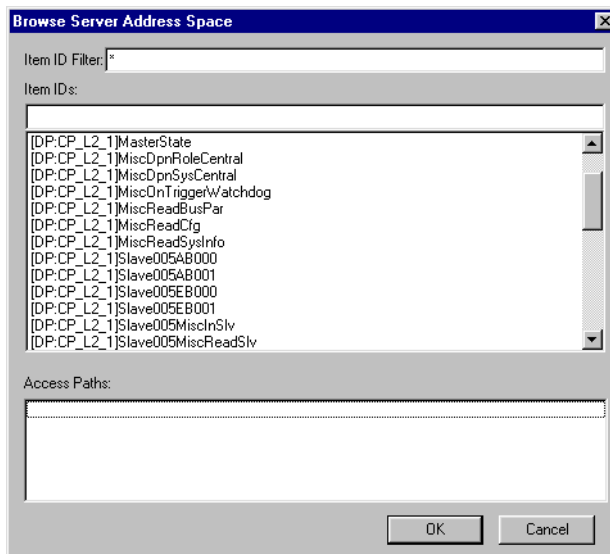 Browse Server Address Space
Item ID Filter: *
Item IDs:
[DP:CP_L2_1]MasterState
[DP:CP_L2_1]MiscDpnRoleCentral
[DP:CP_L2_1]MiscDpnSysCentral
[DP:CP_L2_1]MiscOnTriggerWatchdog
[DP:CP_L2_1]MiscReadBusPar
[DP:CP_L2_1]MiscReadCfg
[DP:CP_L2_1]MiscReadSysInfo
[DP:CP_L2_1]Slave005AB000
[DP:CP_L2_1]Slave005AB001
[DP:CP_L2_1]Slave005EB000
[DP:CP_L2_1]Slave005EB001
[DP:CP_L2_1]Slave005MiscInSlv
[DP:CP_L2_1]Slave005MiscReadSlv
Access Paths:
OK Cancel